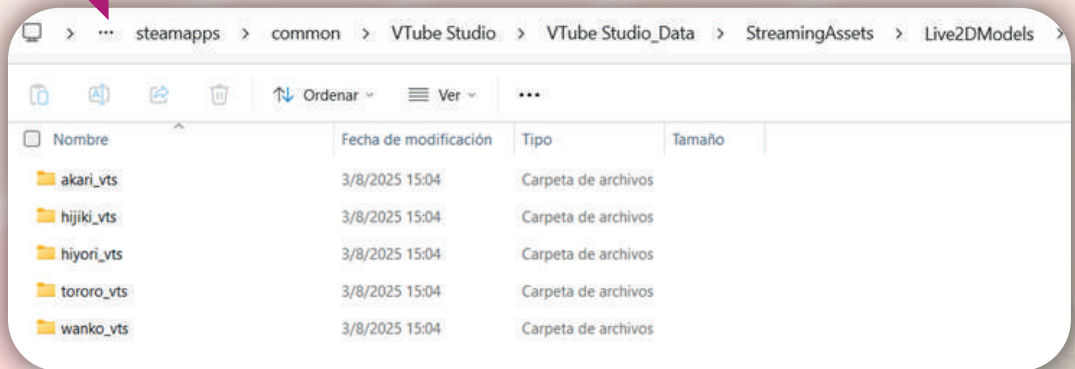 > ··· steamapps > common > VTube Studio > VTube Studio_Data > StreamingAssets > Live2DModels >
Ordenar Ver ···
Nombre Fecha de modificación Tipo Tamaño
akari_vts 3/8/2025 15:04 Carpeta de archivos
hijiki_vts 3/8/2025 15:04 Carpeta de archivos
hiyori_vts 3/8/2025 15:04 Carpeta de archivos
tororo_vts 3/8/2025 15:04 Carpeta de archivos
wanko_vts 3/8/2025 15:04 Carpeta de archivos